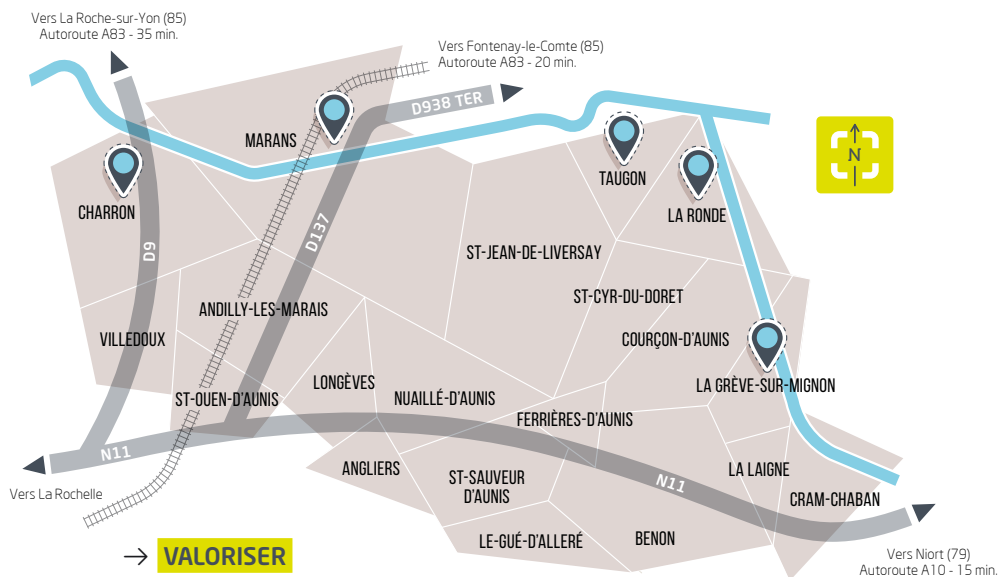 Vers La Roche-sur-Yon (85)
Autoroute A83 - 35 min.
Vers Fontenay-le-Comte (85)
Autoroute A83 - 20 min.
D938 TER
MARANS
N
TAUGON
CHARRON
LA RONDE
D9
D137
ST-JEAN-DE-LIVERSAY
ST-CYR-DU-DORET
ANDILLY-LES-MARAIS
VILLEDOUX
COURÇON-D'AUNIS
LONGÈVES
LA GRÈVE-SUR-MIGNON
ST-OUEN-D'AUNIS
NUAILLÉ-D'AUNIS
FERRIÈRES-D'AUNIS
N11
ANGLIERS
LA LAIGNE
ST-SAUVEUR
D'AUNIS
N11
Vers La Rochelle
CRAM-CHABAN
LE-GUÉ-D'ALLERÉ
BENON
→ VALORISER
Vers Niort (79)
Autoroute A10 - 15 min.